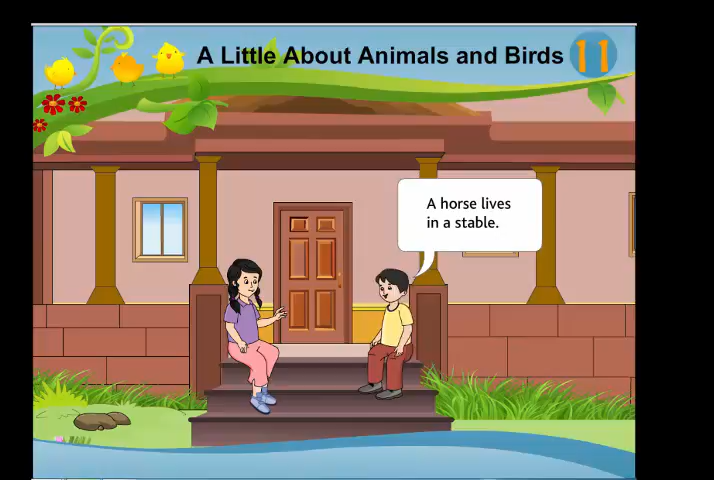 A Little About Animals and Birds 11
A horse lives
in a stable.